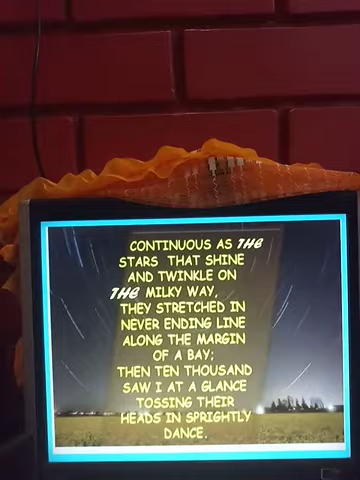 CONTINUOUS AS THE
STARS THAT SHINE
AND TWINKLE ON
THE MILKY WAY,
THEY STRETCHED IN
NEVER ENDING LINE
ALONG THE MARGIN
OF A BAY;
THEN TEN THOUSAND
SAW I AT A GLANCE
TOSSING THEIR
HEADS IN SPRIGHTLY
DANCE.